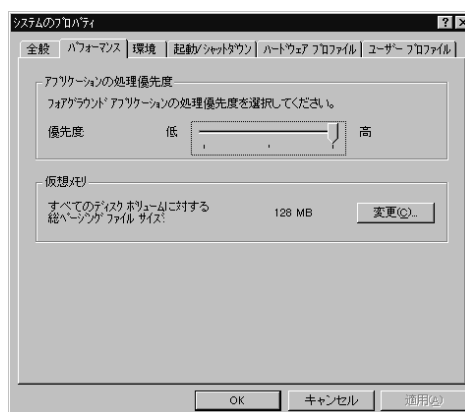 システムのプロパティ
全般 パフォーマンス 環境 起動/シャットダウン ハードウェア プロファイル ユーザー プロファイル
アプリケーションの処理優先度
フォアグラウンド アプリケーションの処理優先度を選択してください。
優先度 低 高
仮想メモリ
すべてのディスク ボリュームに対する
総ページング ファイル サイズ: 128 MB 変更(C)...
OK キャンセル 適用(A)